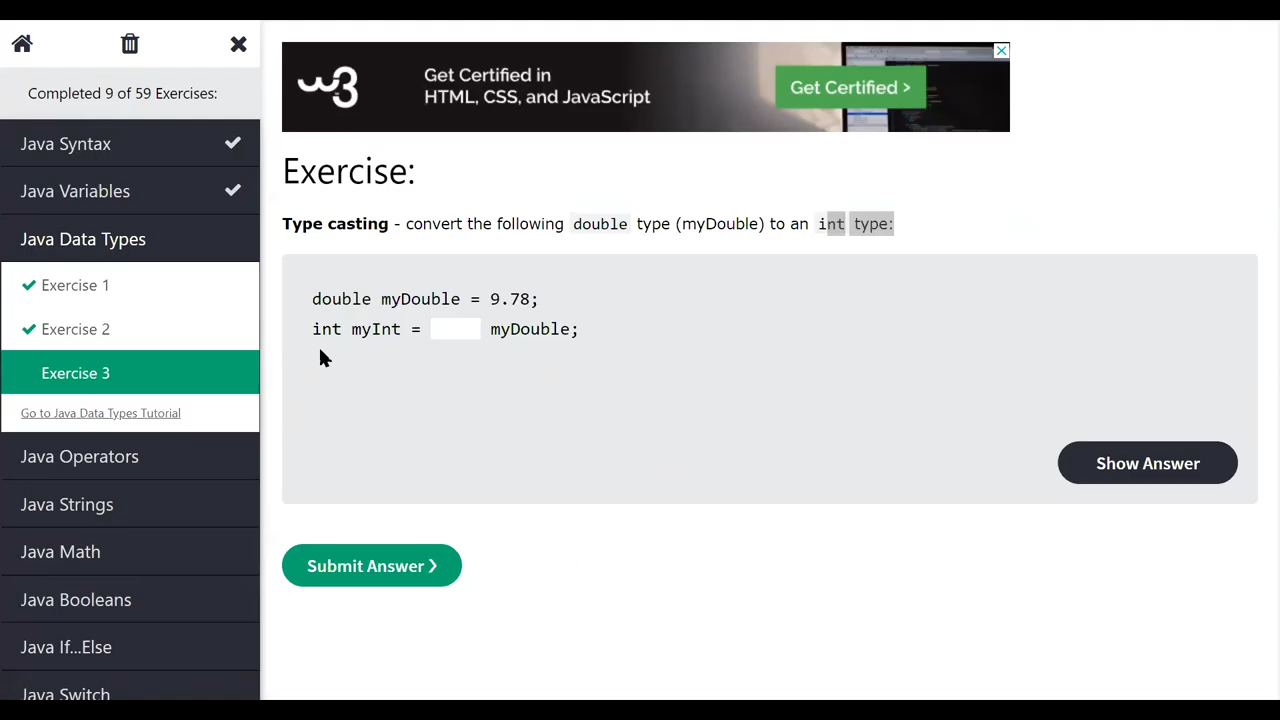 Completed 9 of 59 Exercises:
Java Syntax
Java Variables
Java Data Types
Exercise 1
Exercise 2
Exercise 3
Go to Java Data Types Tutorial
Java Operators
Java Strings
Java Math
Java Booleans
Java If...Else
Java Switch
w3
Get Certified in
HTML, CSS, and JavaScript
Get Certified >
Exercise:
Type casting - convert the following double type (myDouble) to an int type:
double myDouble = 9.78;
int myInt = myDouble;
Show Answer
Submit Answer ❯